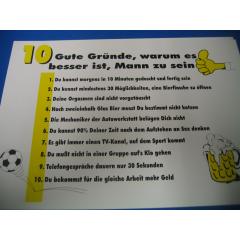 10 Gute Gründe, warum es
besser ist, Mann zu sein
1. Du kannst morgens in 10 Minuten geduscht und fertig sein
2. Du kennst mindestens 20 Möglichkeiten, eine Bierflasche zu öffnen
3. Deine Orgasmen sind nicht vorgetäuscht
4. Nach zweieinhalb Glas Bier musst Du bestimmt nicht kotzen
5. Die Mechaniker der Autowerkstatt belügen Dich nicht
6. Du kannst 90% Deiner Zeit nach dem Aufstehen an Sex denken
7. Es gibt immer einen TV-Kanal, auf dem Sport kommt
8. Du mußt nicht in einer Gruppe auf's Klo gehen
9. Telefongespräche dauern nur 30 Sekunden
10. Du bekommst für die gleiche Arbeit mehr Geld